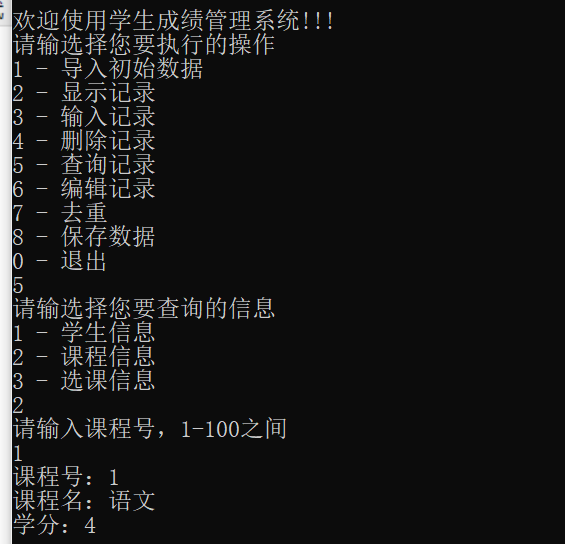 欢迎使用学生成绩管理系统!!!
请输选择您要执行的操作
1 - 导入初始数据
2 - 显示记录
3 - 输入记录
4 - 删除记录
5 - 查询记录
6 - 编辑记录
7 - 去重
8 - 保存数据
0 - 退出
5
请输选择您要查询的信息
1 - 学生信息
2 - 课程信息
3 - 选课信息
2
请输入课程号，1-100之间
1
课程号：1
课程名：语文
学分：4